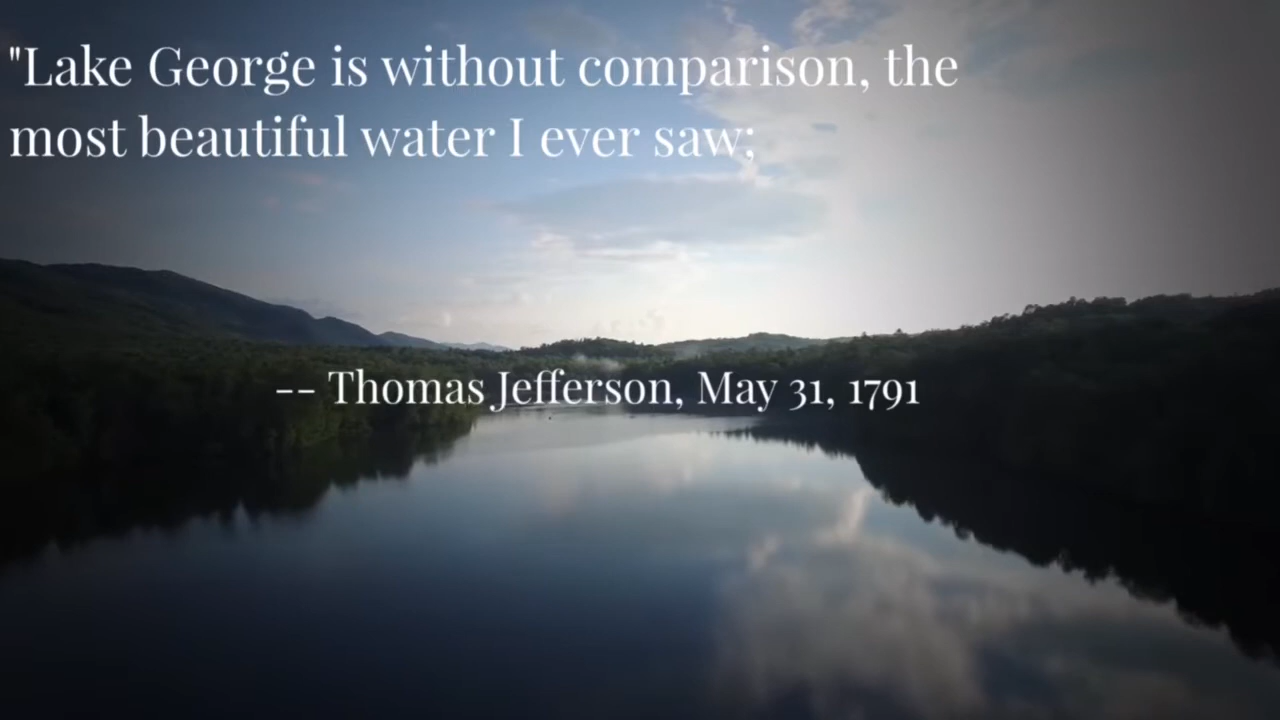 "Lake George is without comparison, the
most beautiful water I ever saw;
-- Thomas Jefferson, May 31, 1791